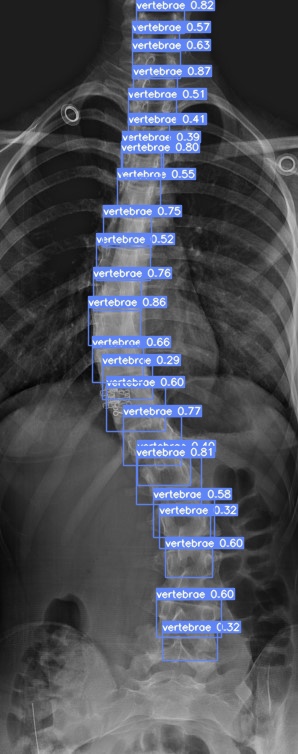 vertebrae 0.82
vertebrae 0.57
vertebrae 0.63
vertebrae 0.87
vertebrae 0.51
vertebrae 0.41
vertebrae 0.39
vertebrae 0.80
vertebrae 0.55
vertebrae 0.75
vertebrae 0.52
vertebrae 0.76
vertebrae 0.86
vertebrae 0.66
vertebrae 0.29
vertebrae 0.60
vertebrae 0.77
vertebrae 0.81
vertebrae 0.58
vertebrae 0.32
vertebrae 0.60
vertebrae 0.60
vertebrae 0.32